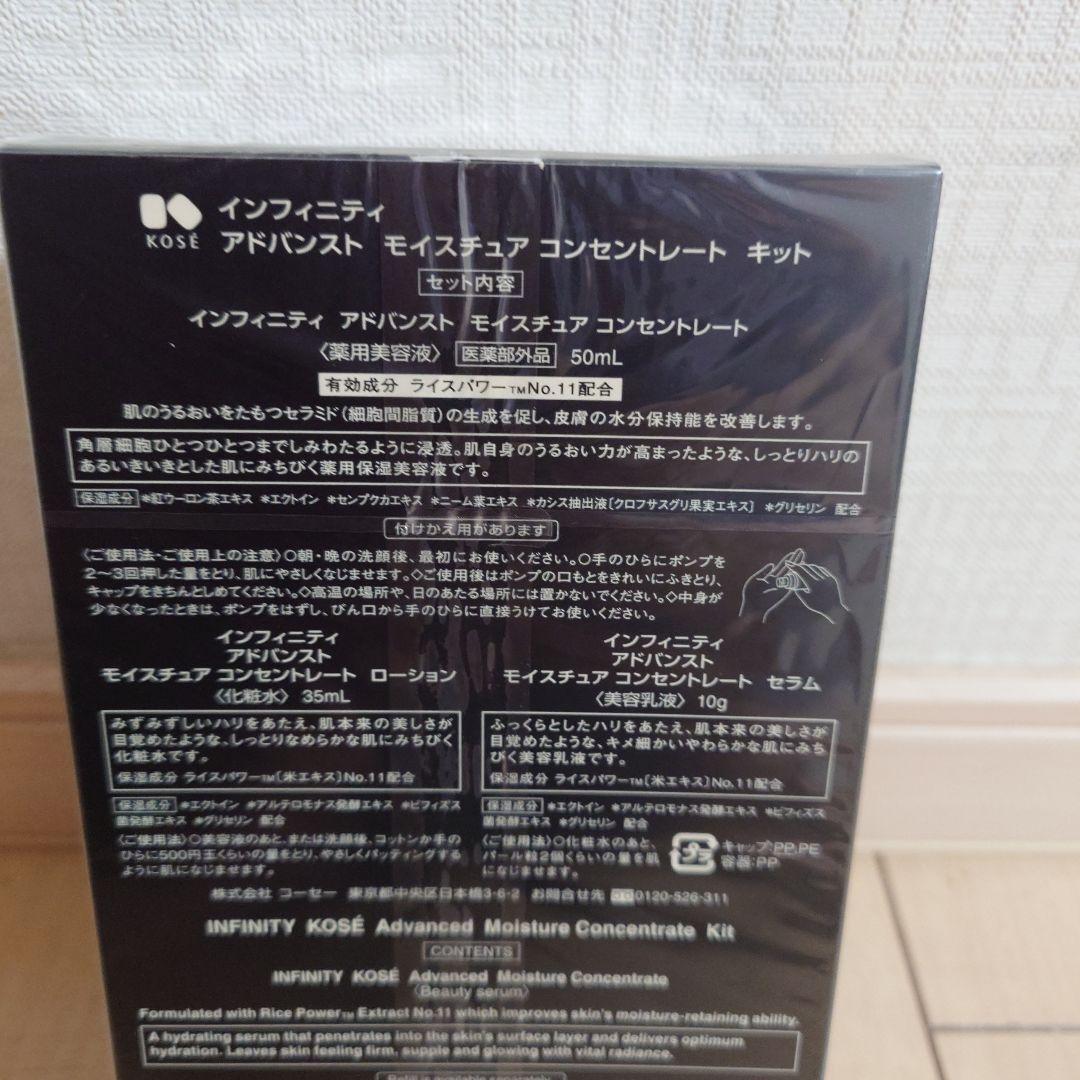 KOSÉ
インフィニティ
アドバンスト モイスチュア コンセントレート キット
セット内容
インフィニティ アドバンスト モイスチュア コンセントレート
〈薬用美容液〉 医薬部外品 50mL
有効成分 ライスパワー™No.11配合
肌のうるおいをたもつセラミド(細胞間脂質)の生成を促し、皮膚の水分保持能を改善します。
角層細胞ひとつひとつまでしみわたるように浸透。肌自身のうるおい力が高まったような、しっとりハリの
あるいきいきとした肌にみちびく薬用保湿美容液です。
保湿成分 *紅ウーロン茶エキス *エクトイン *センプクカエキス *ニーム葉エキス *カシス抽出液[クロフサスグリ果実エキス] *グリセリン 配合
付けかえ用があります
〈ご使用法・ご使用上の注意〉○朝・晩の洗顔後、最初にお使いください。○手のひらにポンプを
2〜3回押した量をとり、肌にやさしくなじませます。◇ご使用後はポンプの口もとをきれいにふきとり、
キャップをきちんとしめてください。◇高温の場所や、日のあたる場所には置かないでください。◇中身が
少なくなったときは、ポンプをはずし、びん口から手のひらに直接うけてお使いください。
インフィニティ
アドバンスト
モイスチュア コンセントレート ローション
〈化粧水〉 35mL
みずみずしいハリをあたえ、肌本来の美しさが
目覚めたような、しっとりなめらかな肌にみちびく
化粧水です。
保湿成分 ライスパワー™[米エキス]No.11配合
保湿成分 *エクトイン *アルテロモナス発酵エキス *ビフィズス
菌発酵エキス *グリセリン 配合
〈ご使用法〉○美容液のあと、または洗顔後、コットンか手の
ひらに500円玉くらいの量をとり、やさしくパッティングする
ように肌になじませます。
インフィニティ
アドバンスト
モイスチュア コンセントレート セラム
〈美容乳液〉 10g
ふっくらとしたハリをあたえ、肌本来の美しさが
目覚めたような、キメ細かいやわらかな肌にみち
びく美容乳液です。
保湿成分 ライスパワー™[米エキス]No.11配合
保湿成分 *エクトイン *アルテロモナス発酵エキス *ビフィズス
菌発酵エキス *グリセリン 配合
〈ご使用法〉○化粧水のあと、
パール粒2個くらいの量を肌
になじませます。
プラ
キャップ:PP,PE
容器:PP
株式会社 コーセー 東京都中央区日本橋3-6-2 お問合せ先 0120-526-311
INFINITY KOSÉ Advanced Moisture Concentrate Kit
CONTENTS
INFINITY KOSÉ Advanced Moisture Concentrate
〈Beauty serum〉
Formulated with Rice Power™ Extract No.11 which improves skin's moisture-retaining ability.
A hydrating serum that penetrates into the skin's surface layer and delivers optimum
hydration. Leaves skin feeling firm, supple and glowing with vital radiance.
Refill is available separately